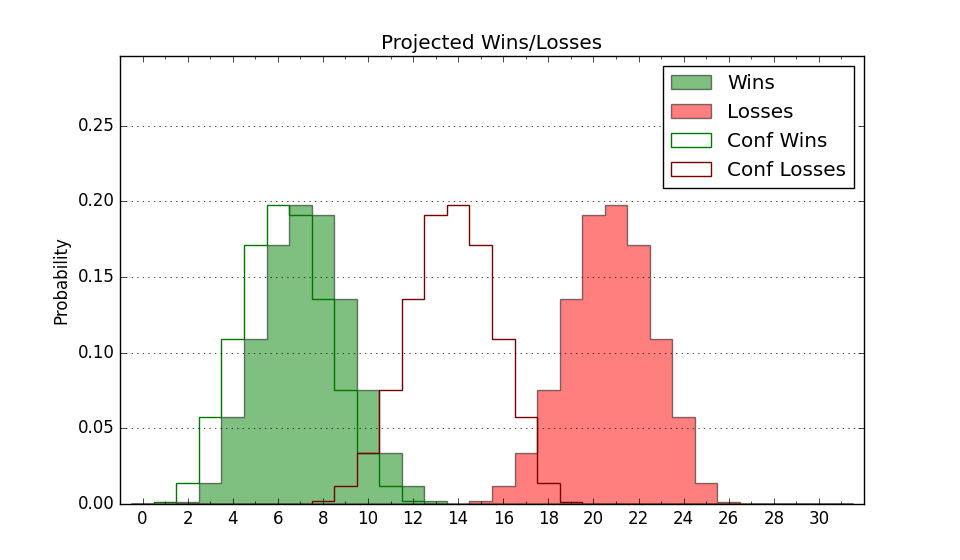 Projected Wins/Losses
Wins
Losses
Conf Wins
Conf Losses
Probability
0.25
0.20
0.15
0.10
0.05
0.00
0 2 4 6 8 10 12 14 16 18 20 22 24 26 28 30